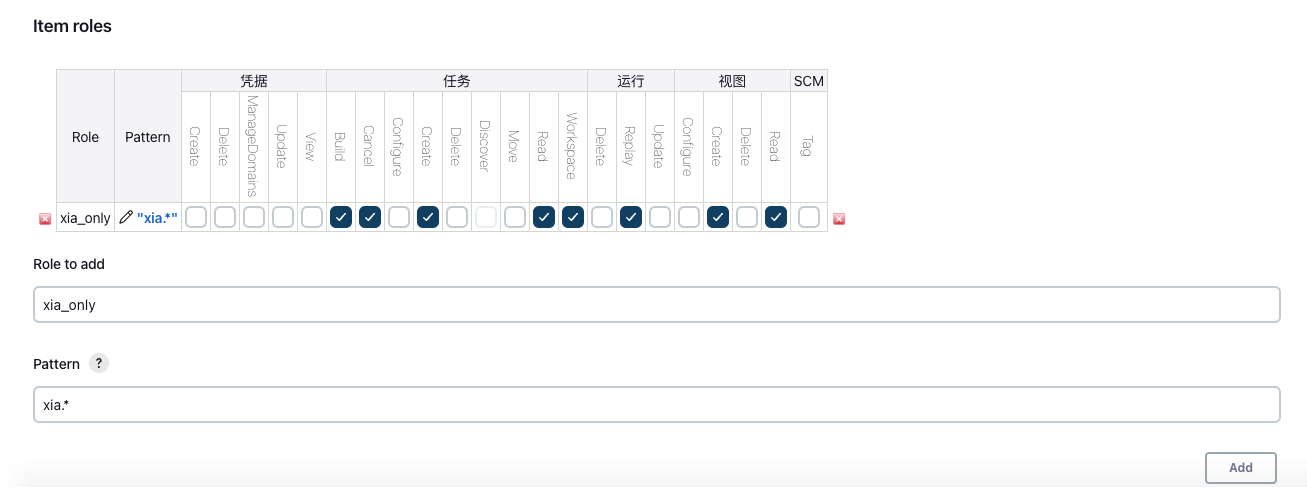 Item roles
Role Pattern 凭据 任务 运行 视图 SCM
Create Delete ManageDomains Update View Build Cancel Configure Create Delete Discover Move Read Workspace Delete Replay Update Configure Create Delete Read Tag
xia_only "xia.*"
Role to add
xia_only
Pattern ?
xia.*
Add